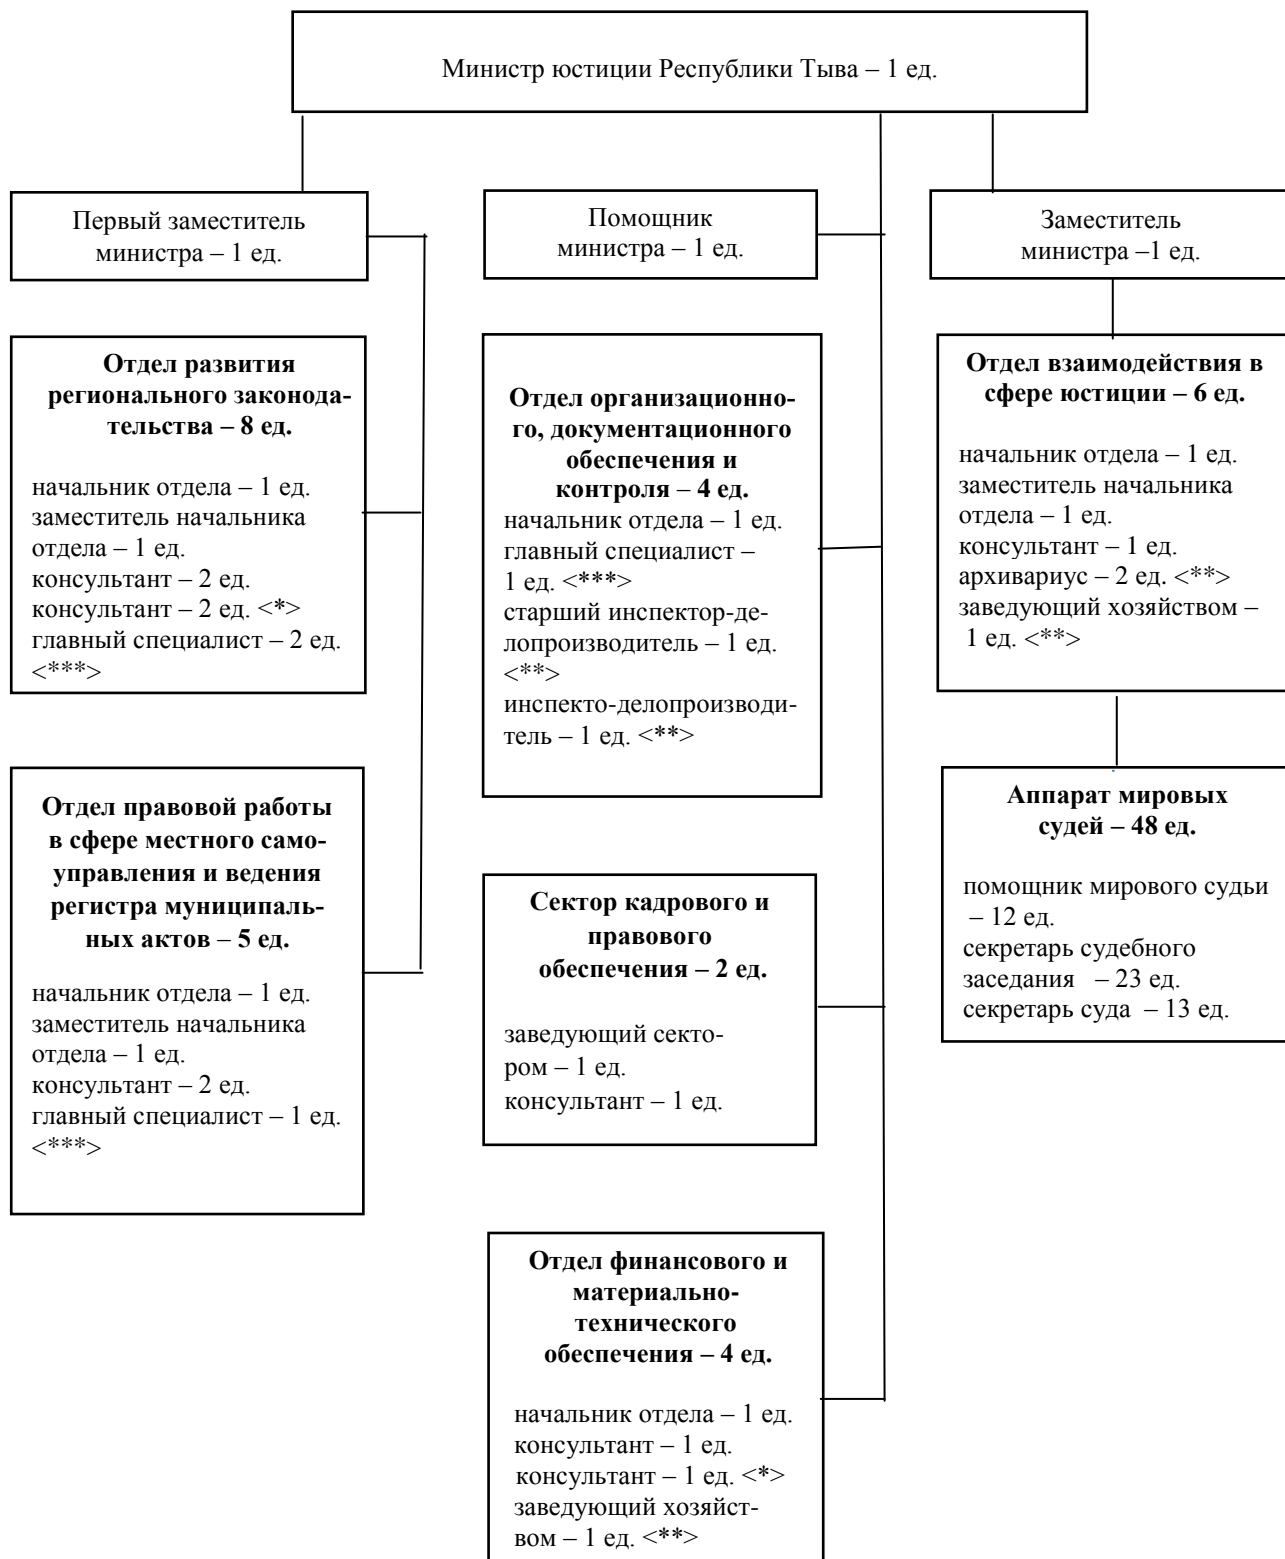 Министр юстиции Республики Тыва – 1 ед.
Первый заместитель
министра – 1 ед.
Помощник
министра – 1 ед.
Заместитель
министра –1 ед.
Отдел развития
регионального законода-
тельства – 8 ед.
начальник отдела – 1 ед.
заместитель начальника
отдела – 1 ед.
консультант – 2 ед.
консультант – 2 ед. <*>
главный специалист – 2 ед.
<***>
Отдел правовой работы
в сфере местного само-
управления и ведения
регистра муниципаль-
ных актов – 5 ед.
начальник отдела – 1 ед.
заместитель начальника
отдела – 1 ед.
консультант – 2 ед.
главный специалист – 1 ед.
<***>
Отдел организационно-
го, документационного
обеспечения и
контроля – 4 ед.
начальник отдела – 1 ед.
главный специалист –
1 ед. <***>
старший инспектор-де-
лопроизводитель – 1 ед.
<**>
инспекто-делопроизводи-
тель – 1 ед. <**>
Сектор кадрового и
правового
обеспечения – 2 ед.
заведующий секто-
ром – 1 ед.
консультант – 1 ед.
Отдел финансового и
материально-
технического
обеспечения – 4 ед.
начальник отдела – 1 ед.
консультант – 1 ед.
консультант – 1 ед. <*>
заведующий хозяйст-
вом – 1 ед. <**>
Отдел взаимодействия в
сфере юстиции – 6 ед.
начальник отдела – 1 ед.
заместитель начальника
отдела – 1 ед.
консультант – 1 ед.
архивариус – 2 ед. <**>
заведующий хозяйством –
1 ед. <**>
Аппарат мировых
судей – 48 ед.
помощник мирового судьи
– 12 ед.
секретарь судебного
заседания – 23 ед.
секретарь суда – 13 ед.